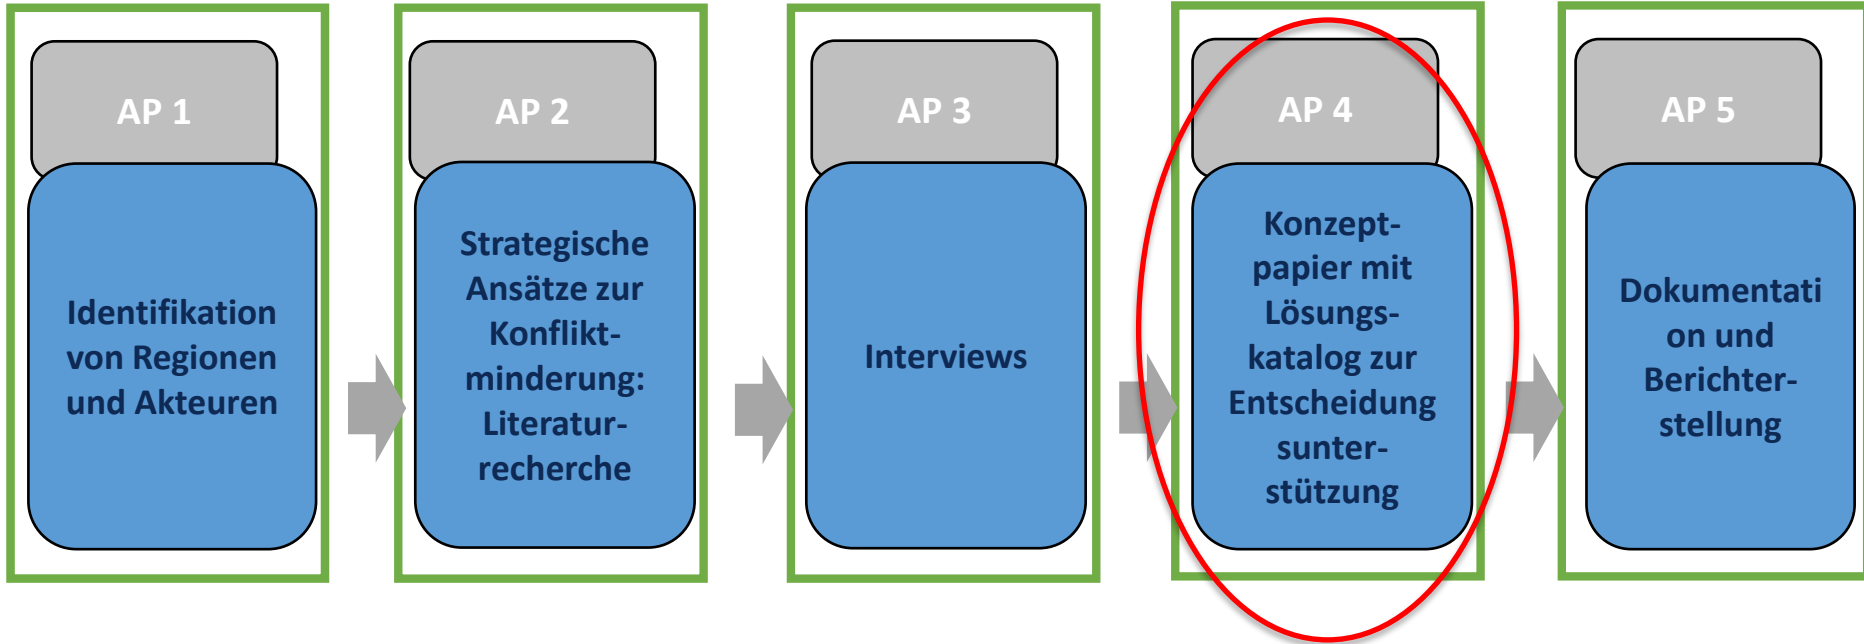 AP 1
Identifikation
von Regionen
und Akteuren
AP 2
Strategische
Ansätze zur
Konflikt-
minderung:
Literatur-
recherche
AP 3
Interviews
AP 4
Konzept-
papier mit
Lösungs-
katalog zur
Entscheidung
sunter-
stützung
AP 5
Dokumentati
on und
Berichter-
stellung